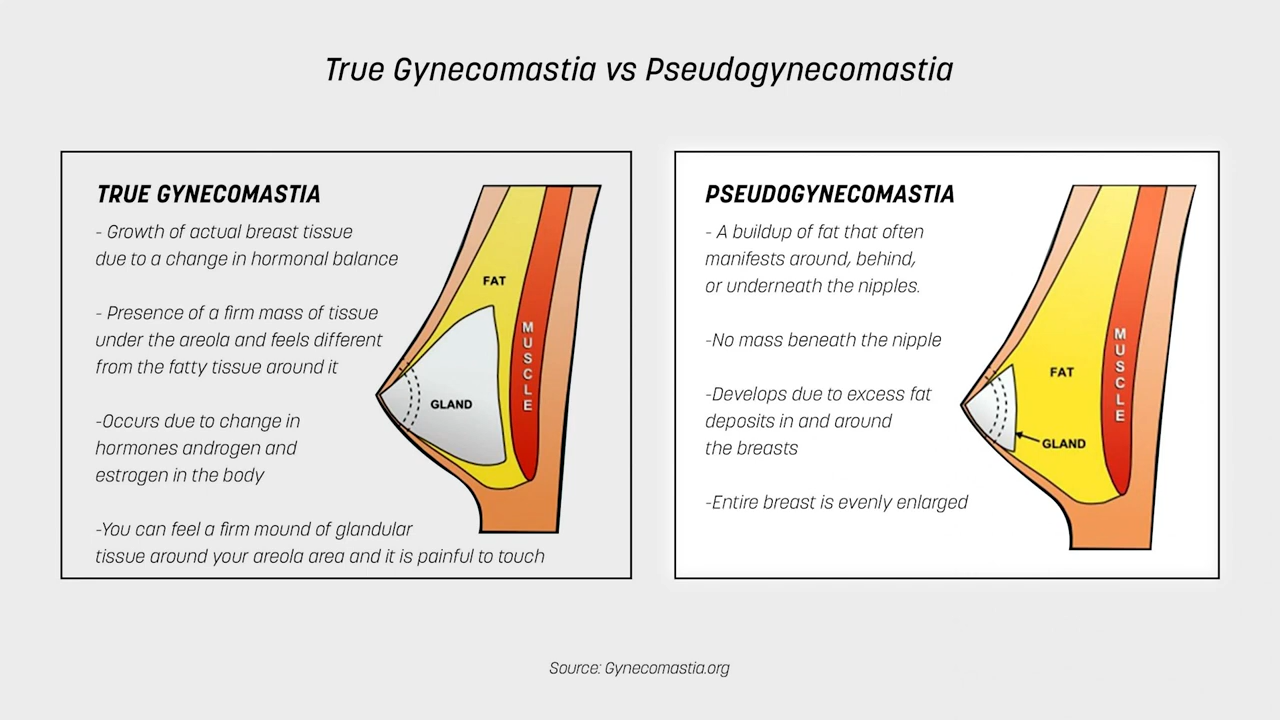 True Gynecomastia vs Pseudogynecomastia
TRUE GYNECOMASTIA
- Growth of actual breast tissue
due to a change in hormonal balance
- Presence of a firm mass of tissue
under the areola and feels different
from the fatty tissue around it
-Occurs due to change in
hormones androgen and
estrogen in the body
-You can feel a firm mound of glandular
tissue around your areola area and it is painful to touch
FAT
GLAND
MUSCLE
PSEUDOGYNECOMASTIA
- A buildup of fat that often
manifests around, behind,
or underneath the nipples.
-No mass beneath the nipple
-Develops due to excess fat
deposits in and around
the breasts
-Entire breast is evenly enlarged
FAT
GLAND
MUSCLE
Source: Gynecomastia.org